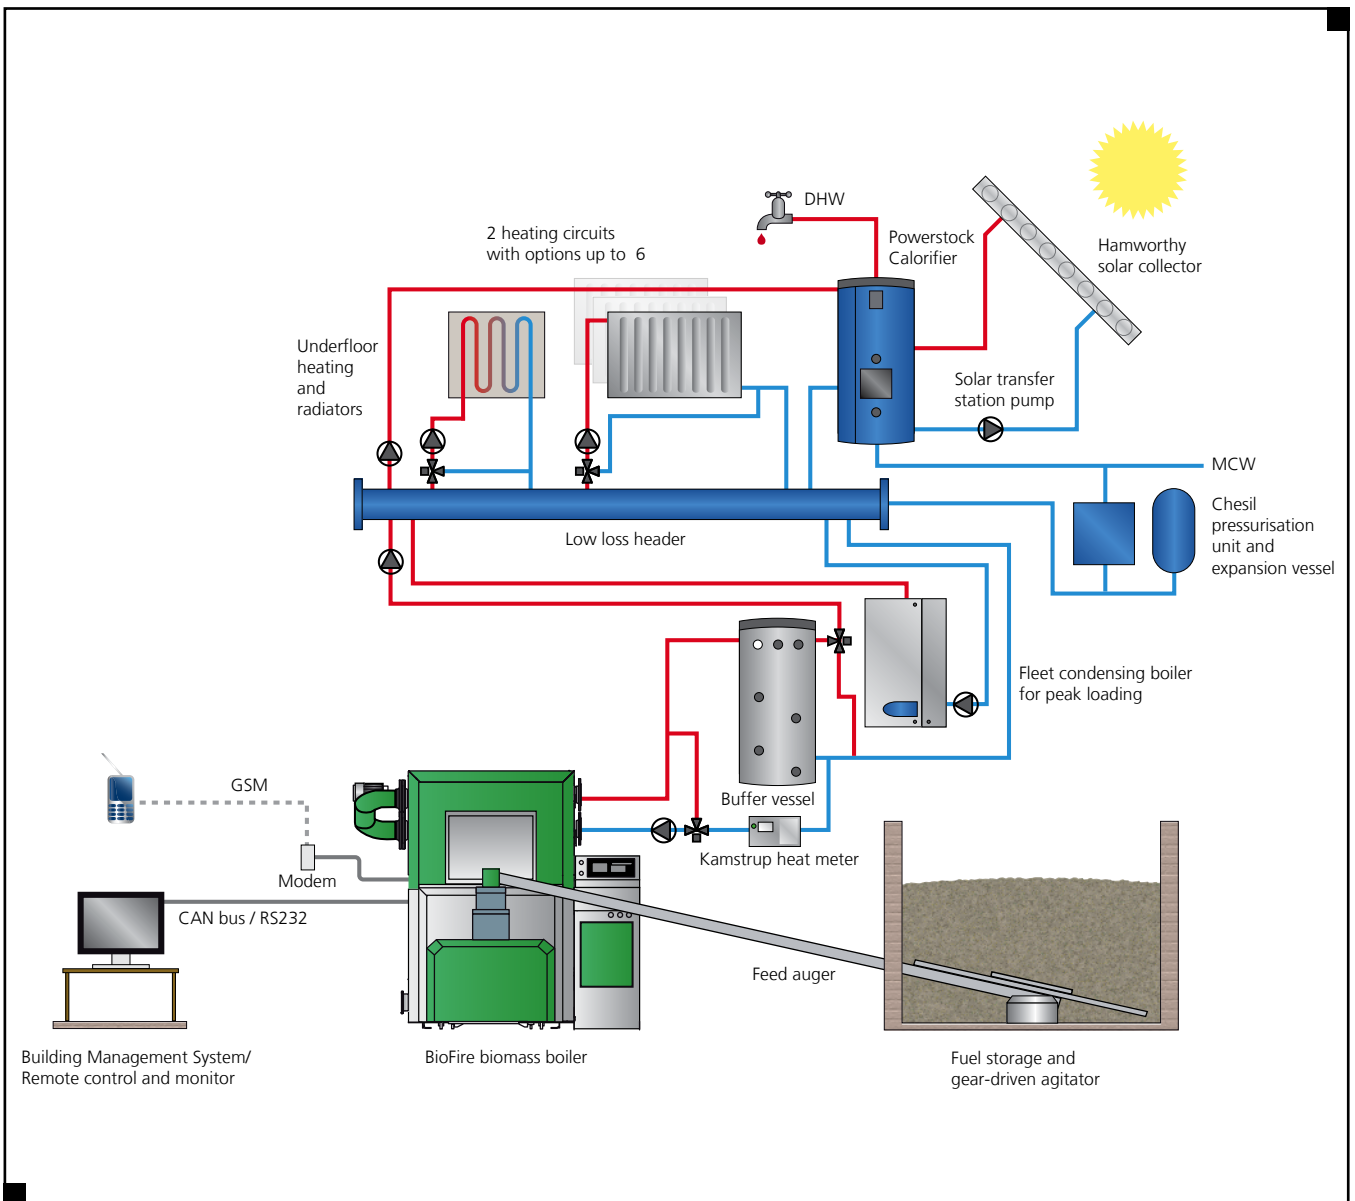 DHW
2 heating circuits
with options up to 6
Powerstock
Calorifier
Hamworthy
solar collector
Underfloor
heating
and
radiators
Solar transfer
station pump
MCW
Chesil
pressurisation
unit and
expansion vessel
Low loss header
Fleet condensing boiler
for peak loading
GSM
Buffer vessel
Kamstrup heat meter
Modem
CAN bus / RS232
Feed auger
Building Management System/
Remote control and monitor
BioFire biomass boiler
Fuel storage and
gear-driven agitator